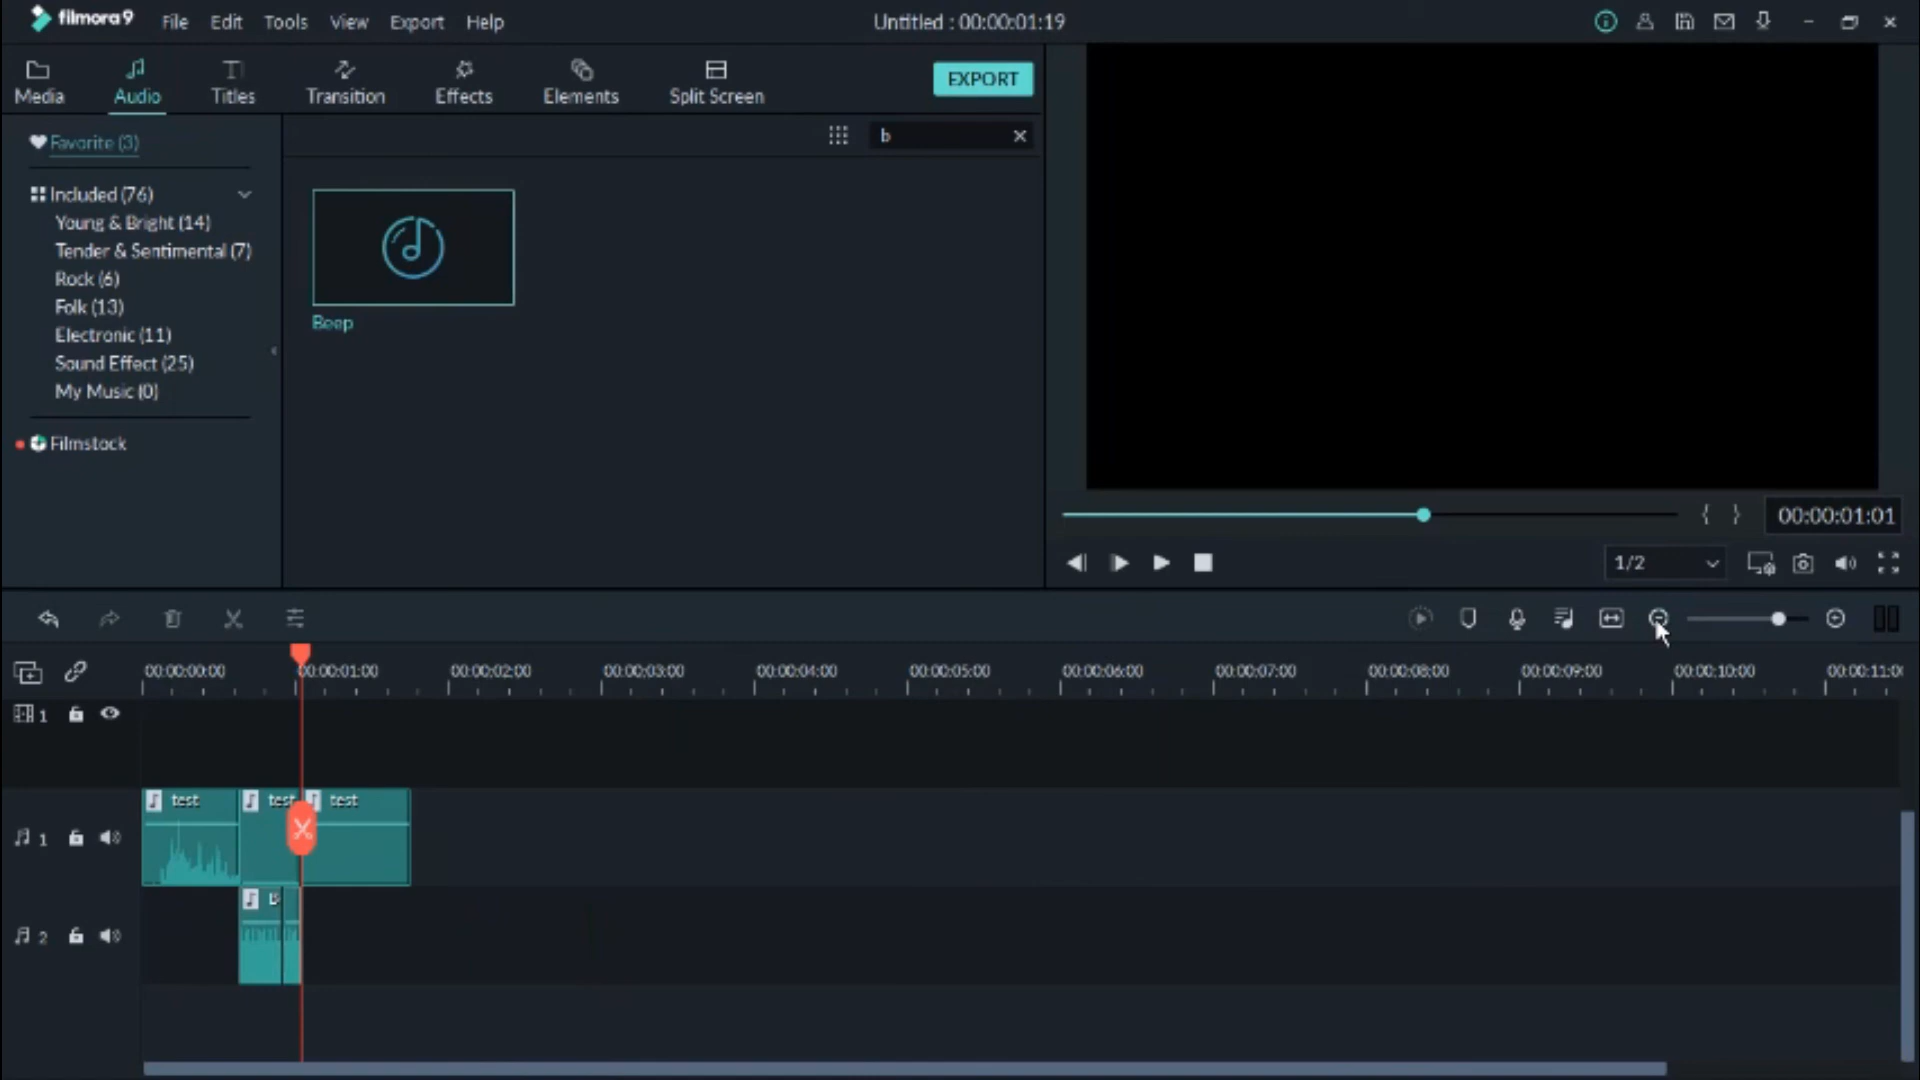 filmora9 File Edit Tools View Export Help Untitled : 00:00:01:19
Media Audio Titles Transition Effects Elements Split Screen EXPORT
Favorite (3)
b
Included (76)
Young & Bright (14)
Tender & Sentimental (7)
Rock (6)
Folk (13)
Electronic (11)
Sound Effect (25)
My Music (0)
Filmstock
Beep
00:00:01:01
1/2
00:00:00:00 00:00:01:00 00:00:02:00 00:00:03:00 00:00:04:00 00:00:05:00 00:00:06:00 00:00:07:00 00:00:08:00 00:00:09:00 00:00:10:00 00:00:11:0
1
test test test
1
2